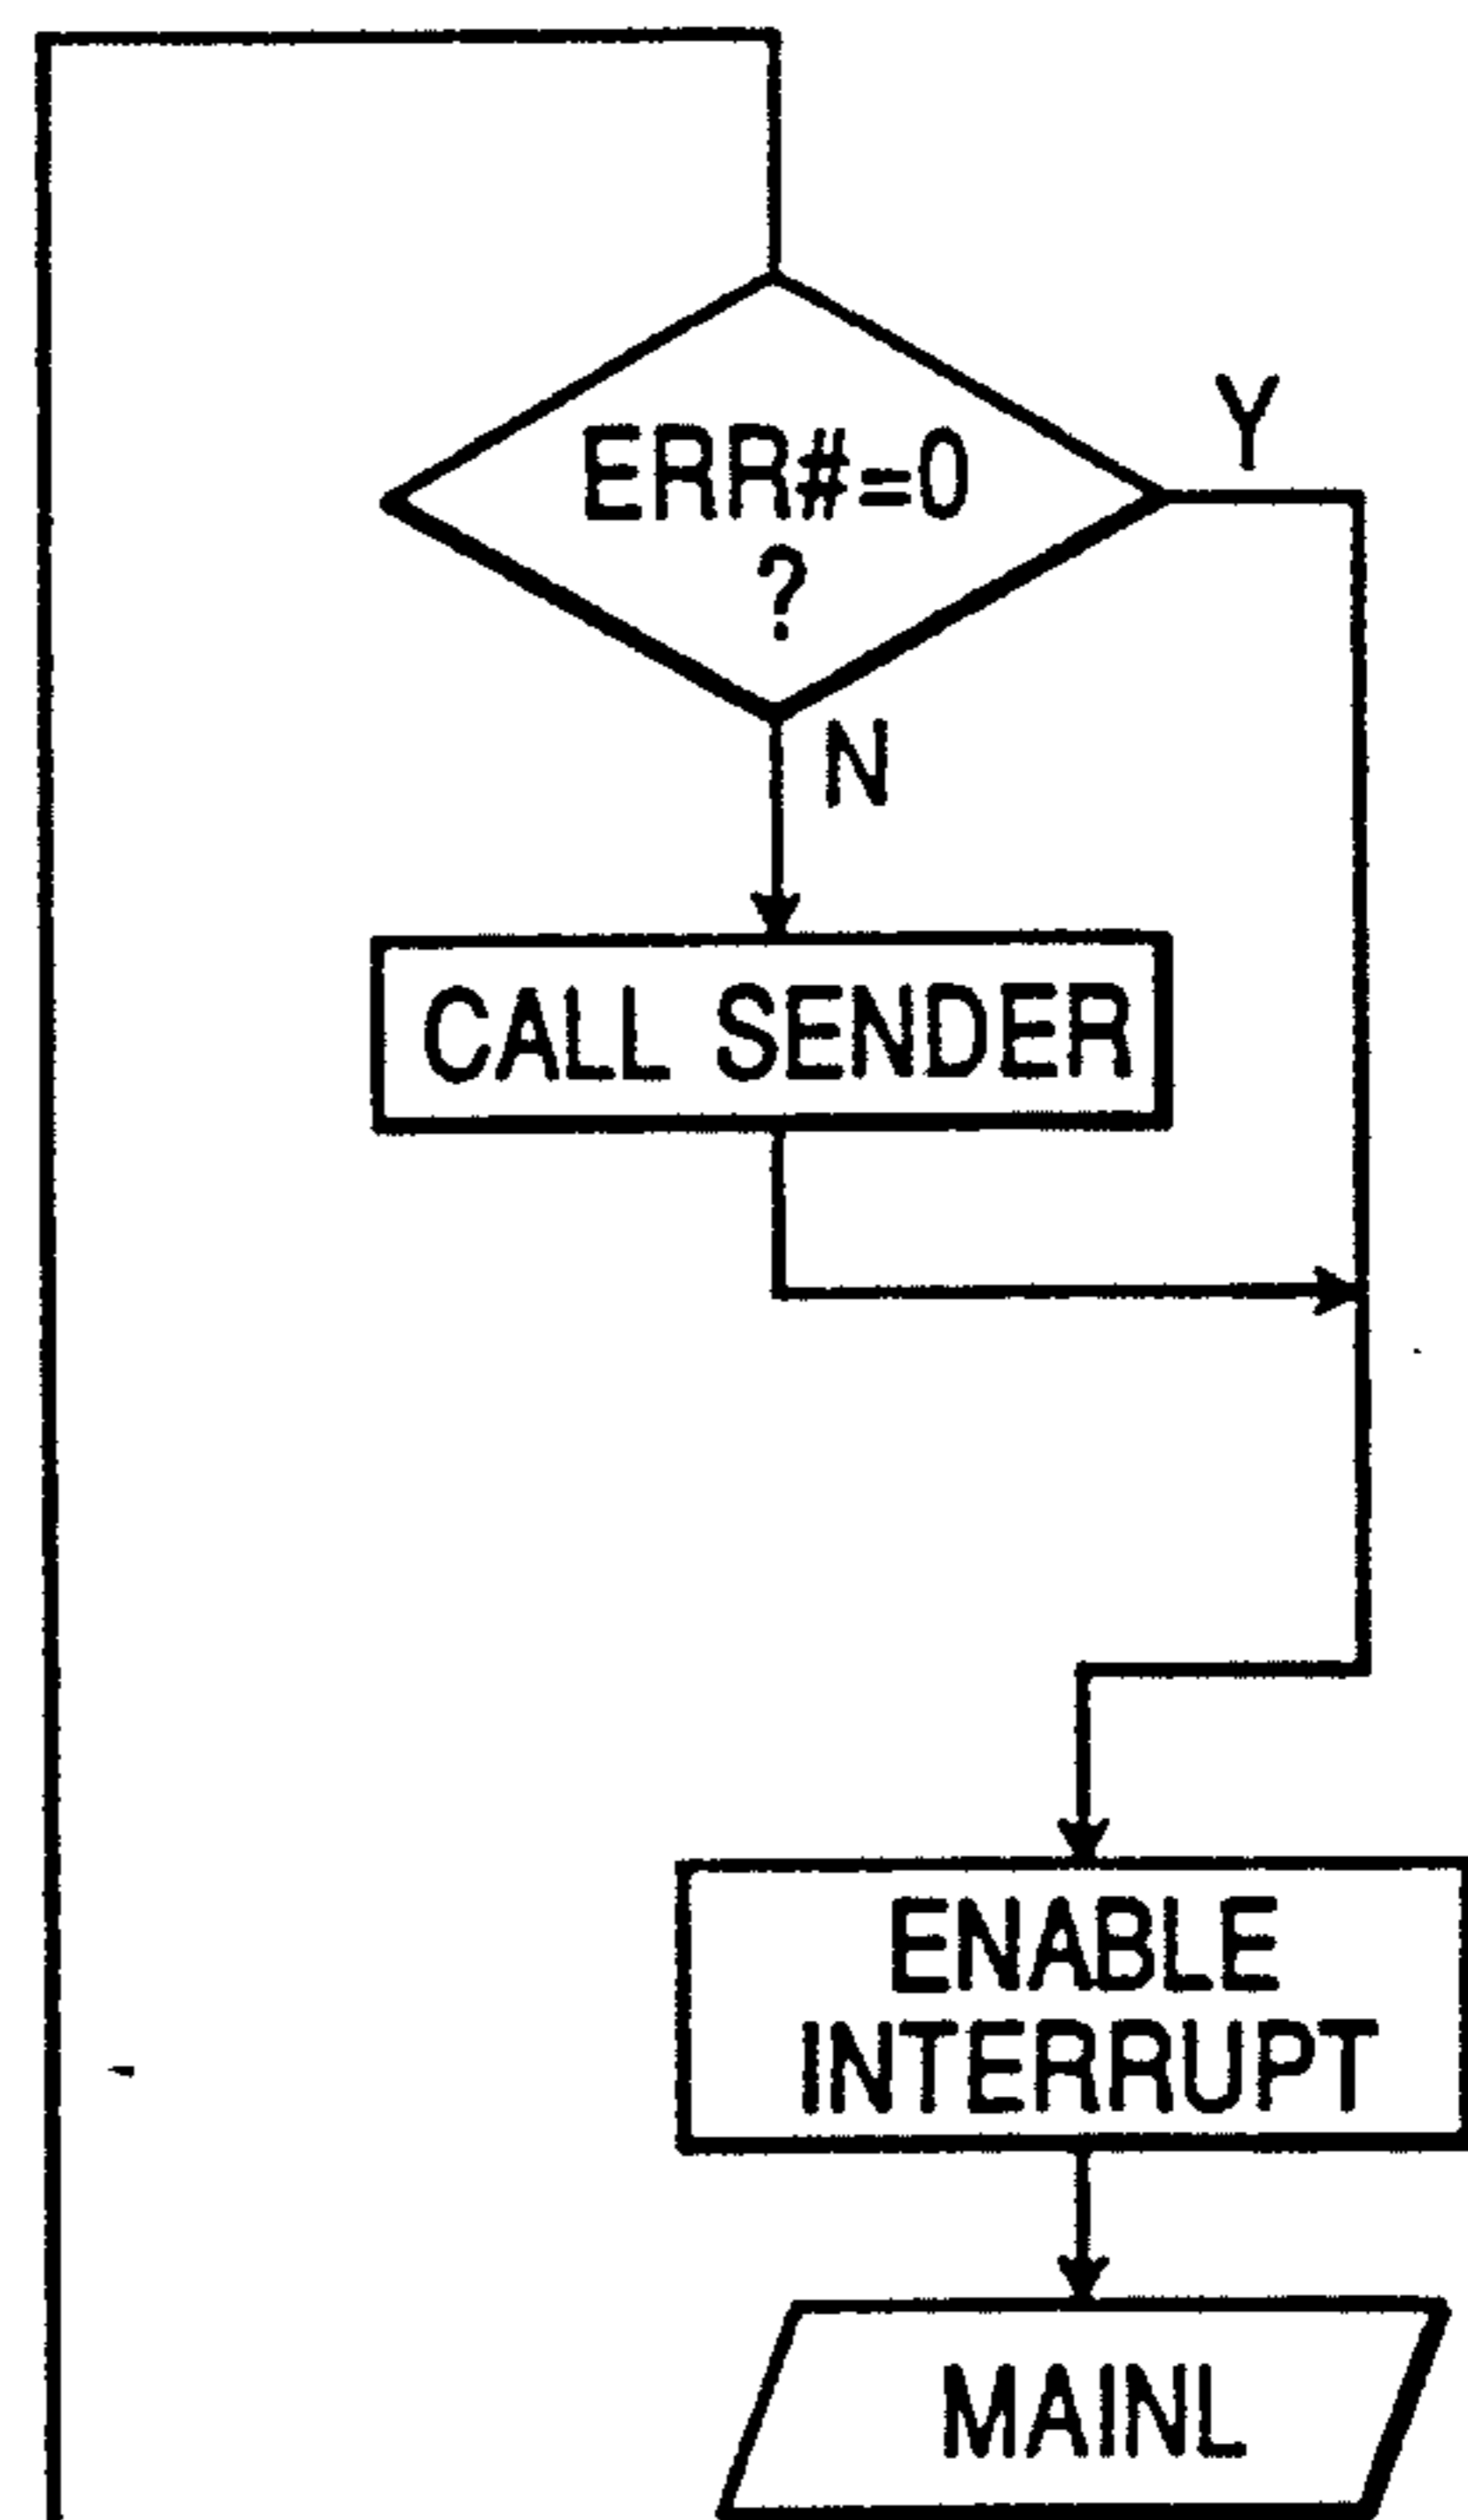 ERR#=0
?
Y
N
CALL SENDER
ENABLE
INTERRUPT
MAINL